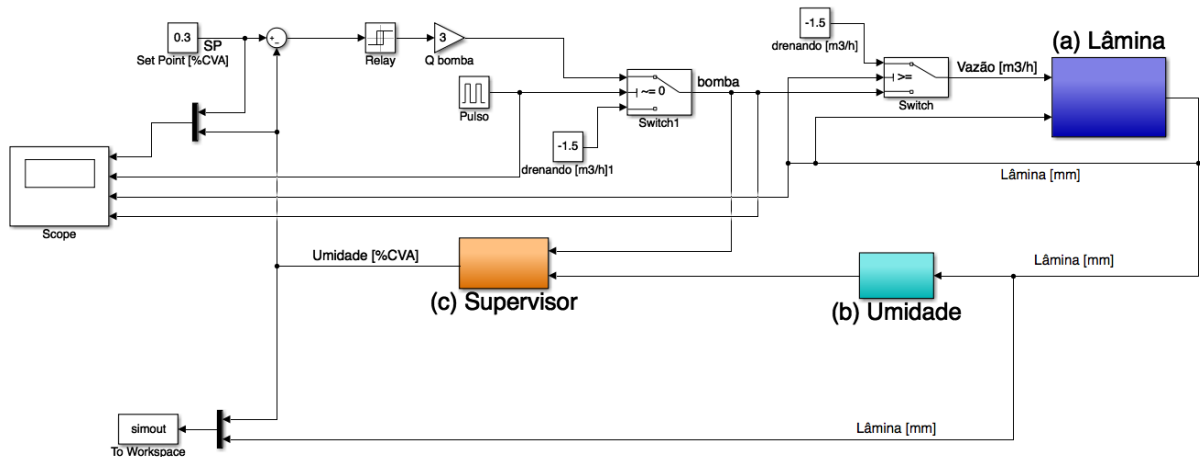 0.3
SP
Set Point [%CVA]
+
-
Relay
3
Q bomba
Pulso
-1.5
drenando [m3/h]1
~= 0
Switch1
bomba
-1.5
drenando [m3/h]
>=
Switch
Vazão [m3/h]
(a) Lâmina
Lâmina [mm]
Scope
Umidade [%CVA]
(c) Supervisor
(b) Umidade
Lâmina [mm]
simout
To Workspace
Lâmina [mm]